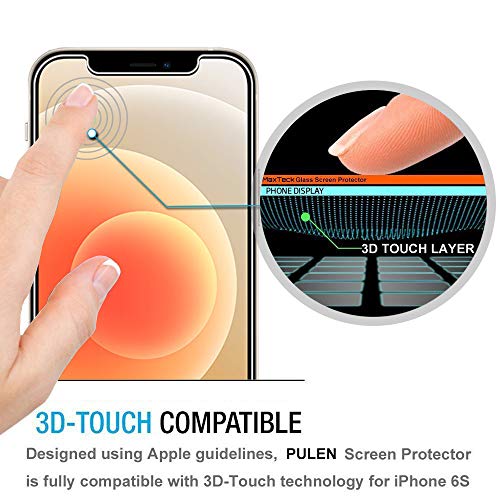 MaxTeck Glass Screen Protector
PHONE DISPLAY
3D TOUCH LAYER
3D-TOUCH COMPATIBLE
Designed using Apple guidelines, PULEN Screen Protector
is fully compatible with 3D-Touch technology for iPhone 6S